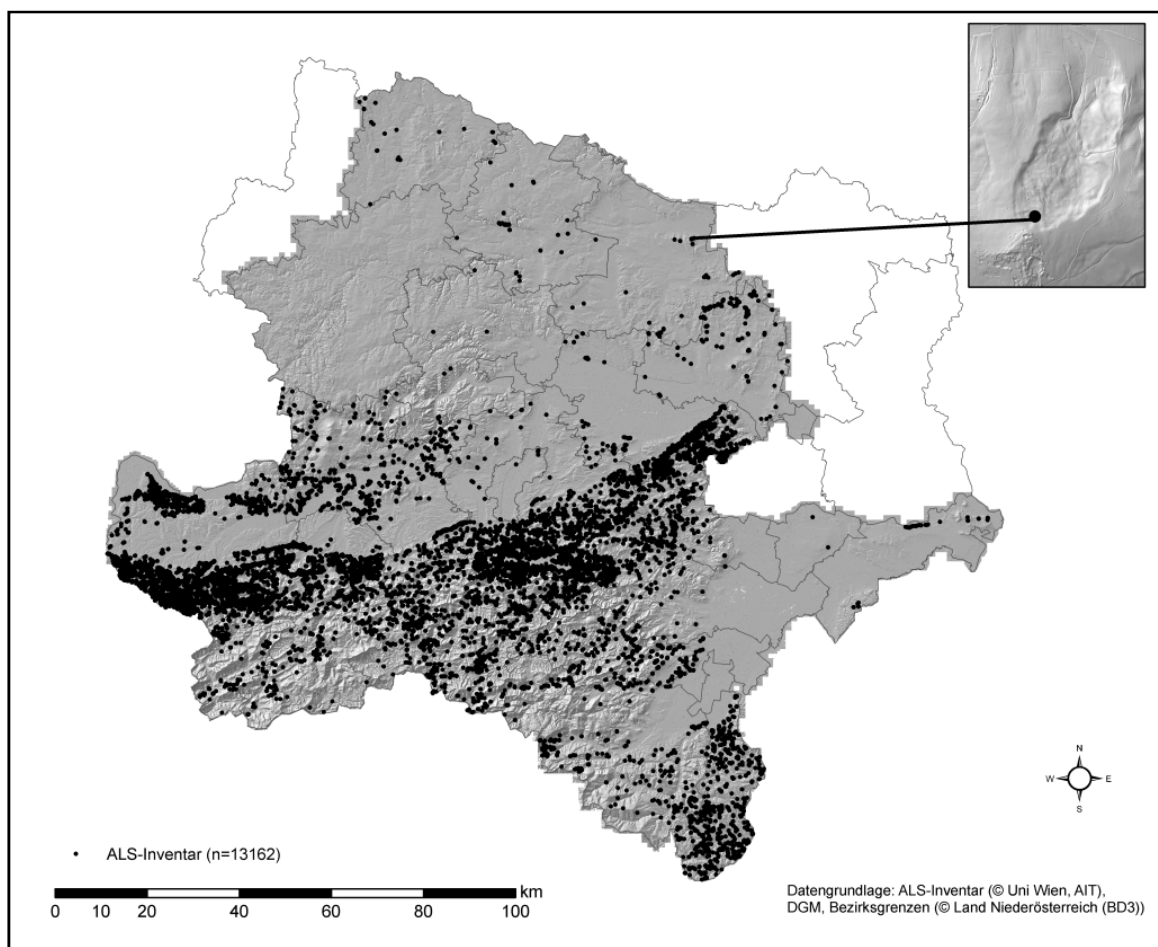 N
W E
S
ALS-Inventar (n=13162)
km
0 10 20 40 60 80 100
Datengrundlage: ALS-Inventar (© Uni Wien, AIT),
DGM, Bezirksgrenzen (© Land Niederösterreich (BD3))